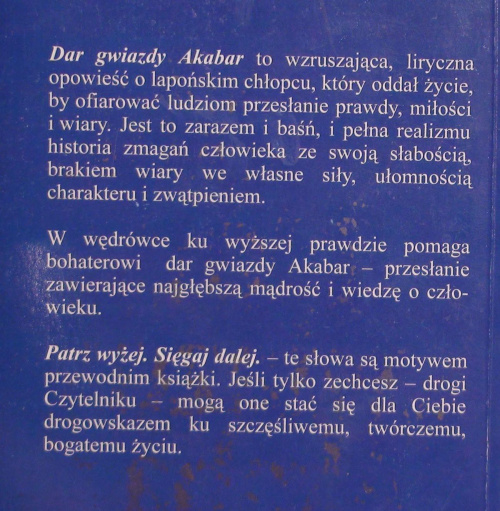 Dar gwiazdy Akabar to wzruszająca, liryczna
opowieść o lapońskim chłopcu, który oddał życie,
by ofiarować ludziom przesłanie prawdy, miłości
i wiary. Jest to zarazem i baśń, i pełna realizmu
historia zmagań człowieka ze swoją słabością,
brakiem wiary we własne siły, ułomnością
charakteru i zwątpieniem.
W wędrówce ku wyższej prawdzie pomaga
bohaterowi dar gwiazdy Akabar – przesłanie
zawierające najgłębszą mądrość i wiedzę o czło-
wieku.
Patrz wyżej. Sięgaj dalej. – te słowa są motywem
przewodnim książki. Jeśli tylko zechcesz – drogi
Czytelniku – mogą one stać się dla Ciebie
drogowskazem ku szczęśliwemu, twórczemu,
bogatemu życiu.